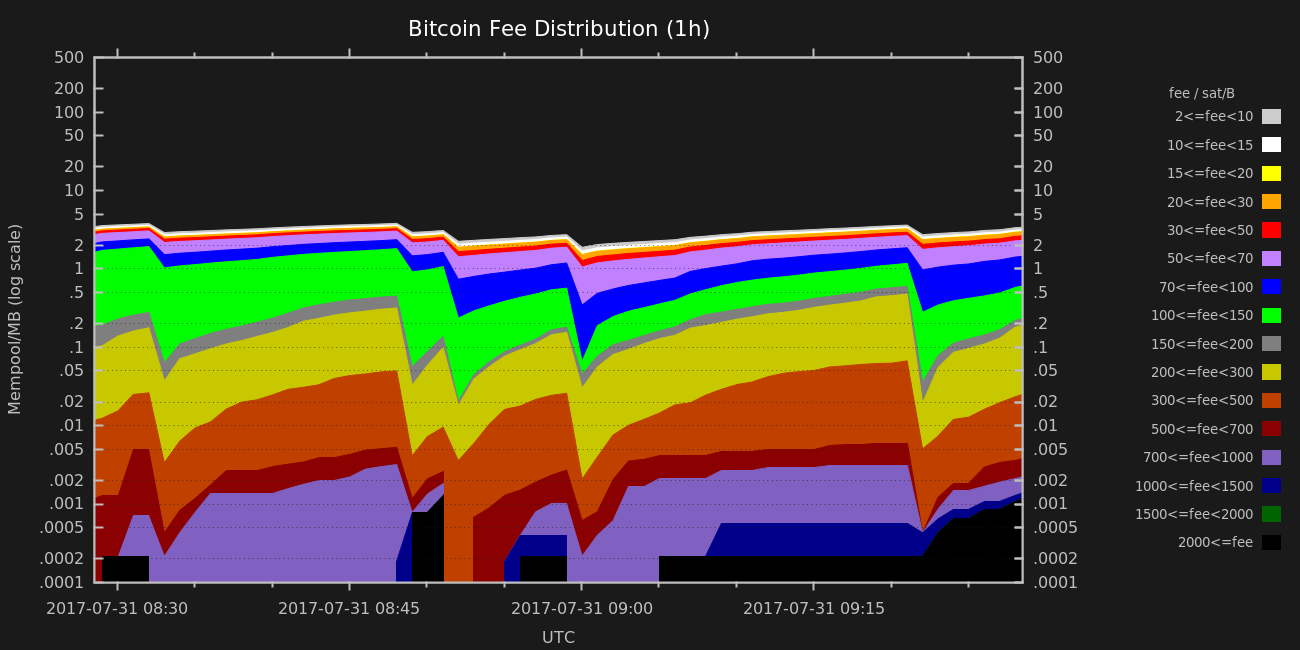 Bitcoin Fee Distribution (1h)
Mempool/MB (log scale)
500
200
100
50
20
10
5
2
1
.5
.2
.1
.05
.02
.01
.005
.002
.001
.0005
.0002
.0001
500
200
100
50
20
10
5
2
1
.5
.2
.1
.05
.02
.01
.005
.002
.001
.0005
.0002
.0001
2017-07-31 08:30
2017-07-31 08:45
2017-07-31 09:00
2017-07-31 09:15
UTC
fee / sat/B
2<=fee<10
10<=fee<15
15<=fee<20
20<=fee<30
30<=fee<50
50<=fee<70
70<=fee<100
100<=fee<150
150<=fee<200
200<=fee<300
300<=fee<500
500<=fee<700
700<=fee<1000
1000<=fee<1500
1500<=fee<2000
2000<=fee